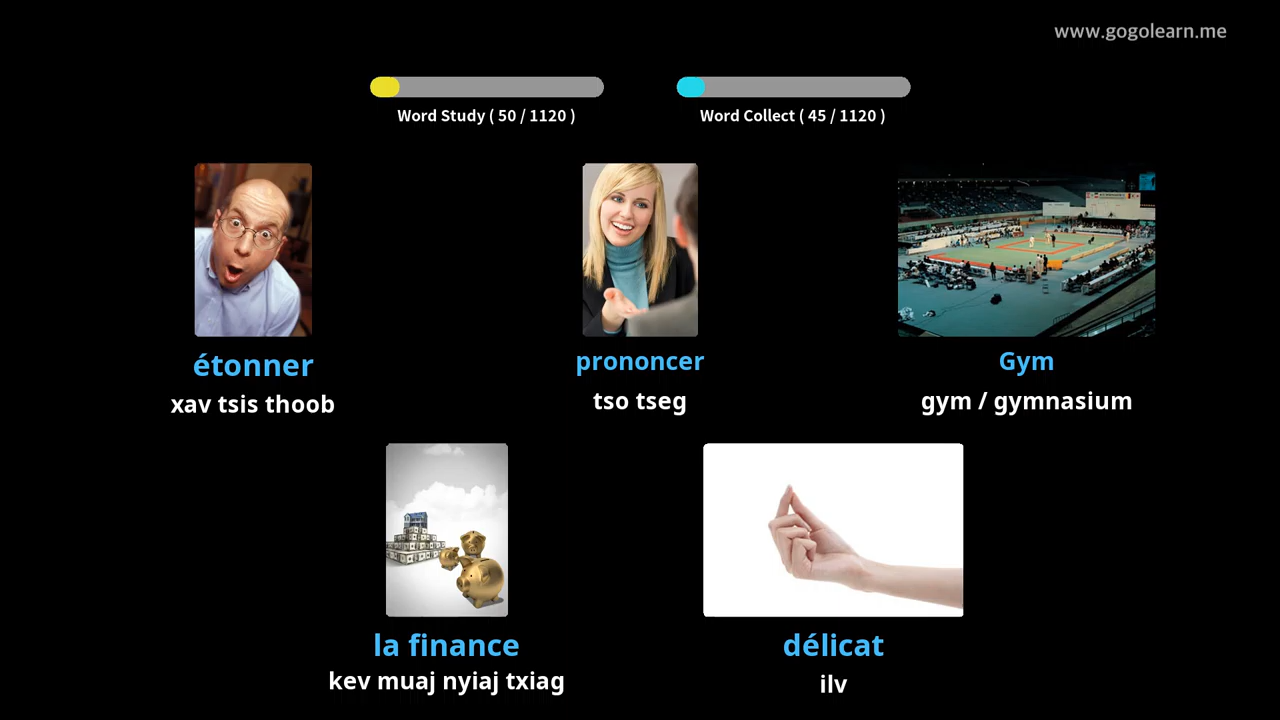 www.gogolearn.me
Word Study ( 50 / 1120 )
Word Collect ( 45 / 1120 )
étonner
xav tsis thoob
prononcer
tso tseg
Gym
gym / gymnasium
la finance
kev muaj nyiaj txiag
délicat
ilv